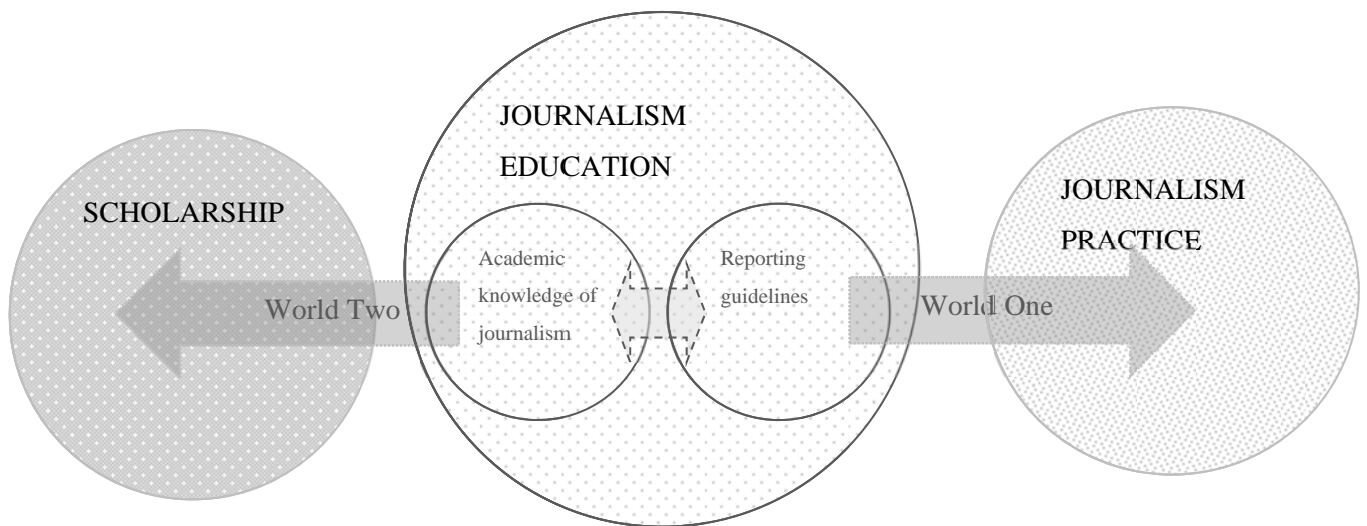 JOURNALISM
EDUCATION
SCHOLARSHIP
JOURNALISM
PRACTICE
Academic
knowledge of
journalism
Reporting
guidelines
World Two
World One